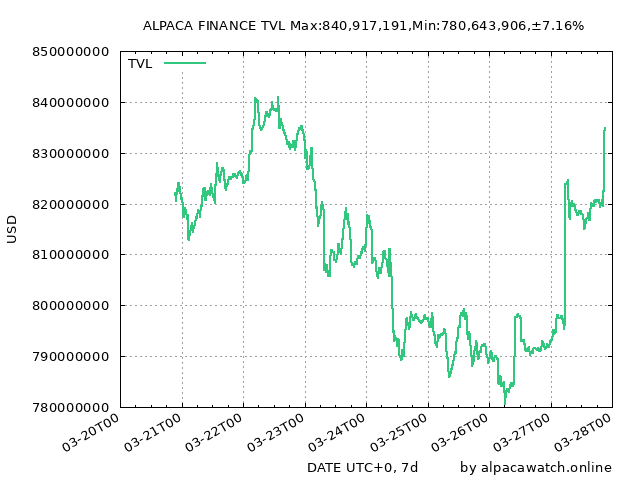 ALPACA FINANCE TVL Max:840,917,191,Min:780,643,906,±7.16%
TVL
850000000
840000000
830000000
820000000
810000000
800000000
790000000
780000000
USD
03-20T00
03-21T00
03-22T00
03-23T00
03-24T00
03-25T00
03-26T00
03-27T00
03-28T00
DATE UTC+0, 7d
by alpacawatch.online